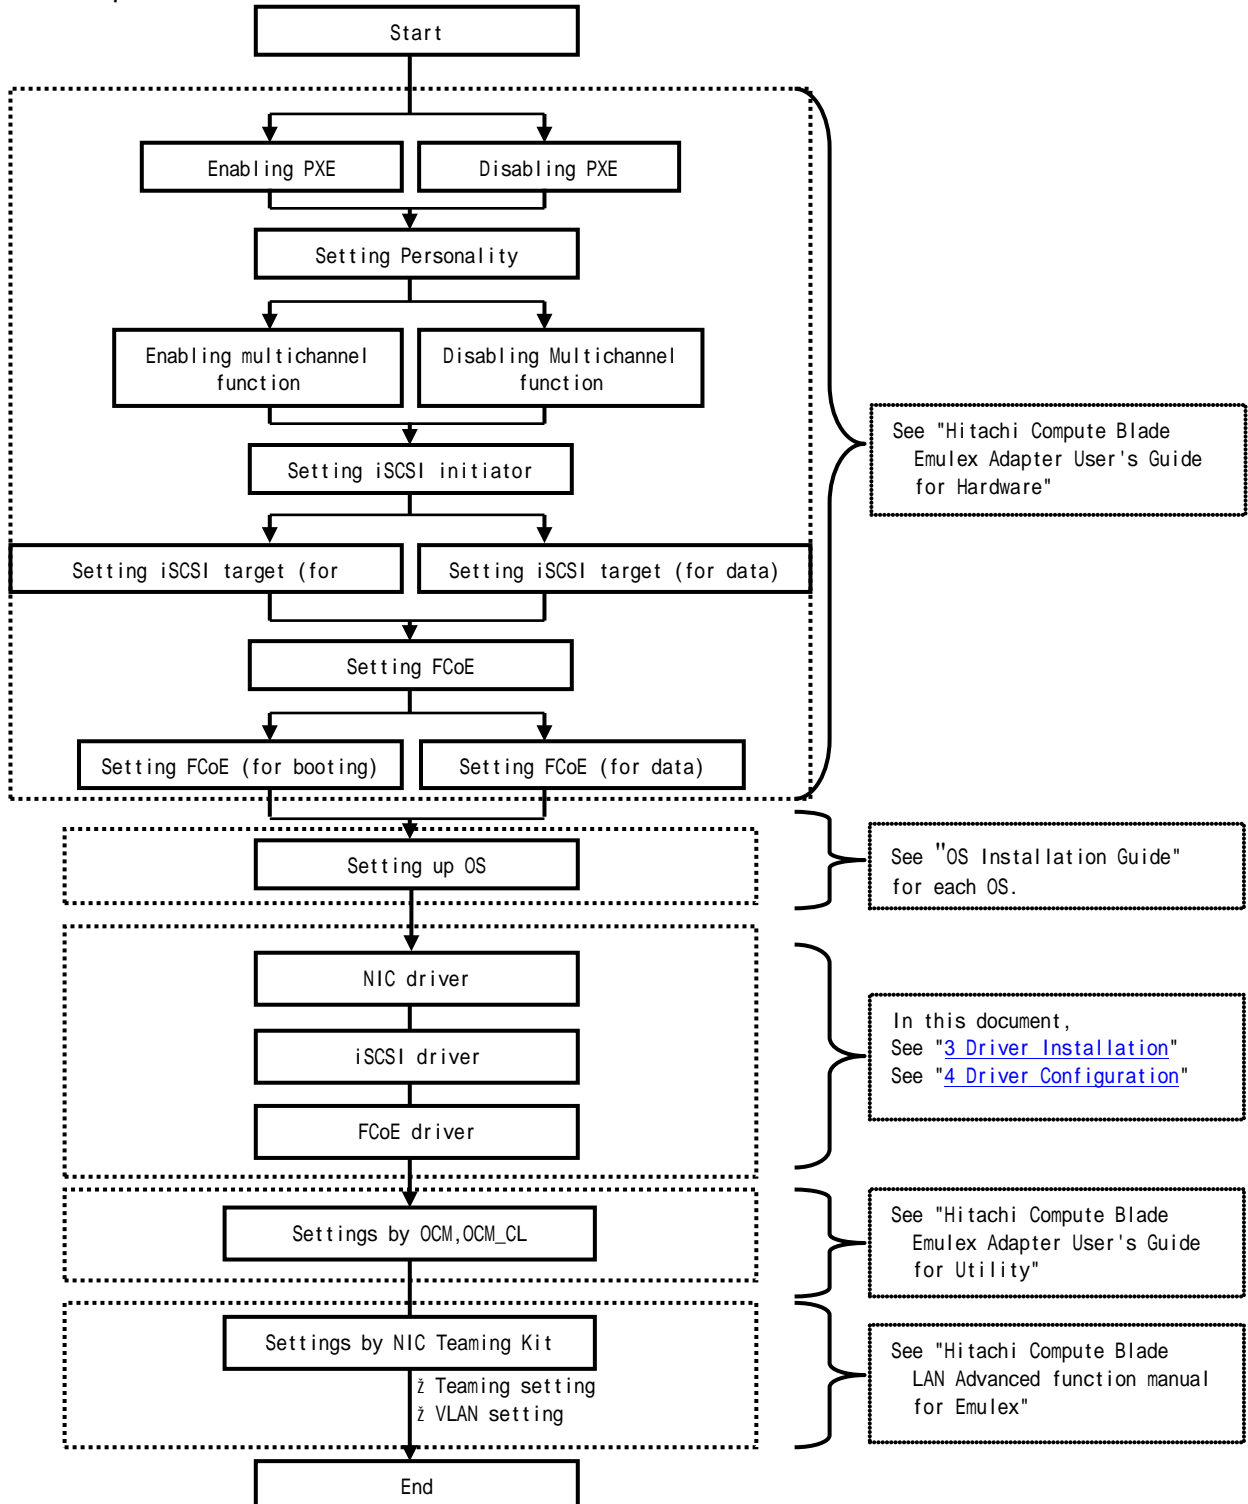 Start
Enabling PXE
Disabling PXE
Setting Personality
Enabling multichannel
function
Disabling Multichannel
function
See "Hitachi Compute Blade
Emulex Adapter User's Guide
for Hardware"
Setting iSCSI initiator
Setting iSCSI target (for
Setting iSCSI target (for data)
Setting FCoE
Setting FCoE (for booting)
Setting FCoE (for data)
Setting up OS
See "OS Installation Guide"
for each OS.
NIC driver
iSCSI driver
FCoE driver
In this document,
See "3 Driver Installation"
See "4 Driver Configuration"
Settings by OCM,OCM_CL
See "Hitachi Compute Blade
Emulex Adapter User's Guide
for Utility"
Settings by NIC Teaming Kit
ž Teaming setting
ž VLAN setting
See "Hitachi Compute Blade
LAN Advanced function manual
for Emulex"
End